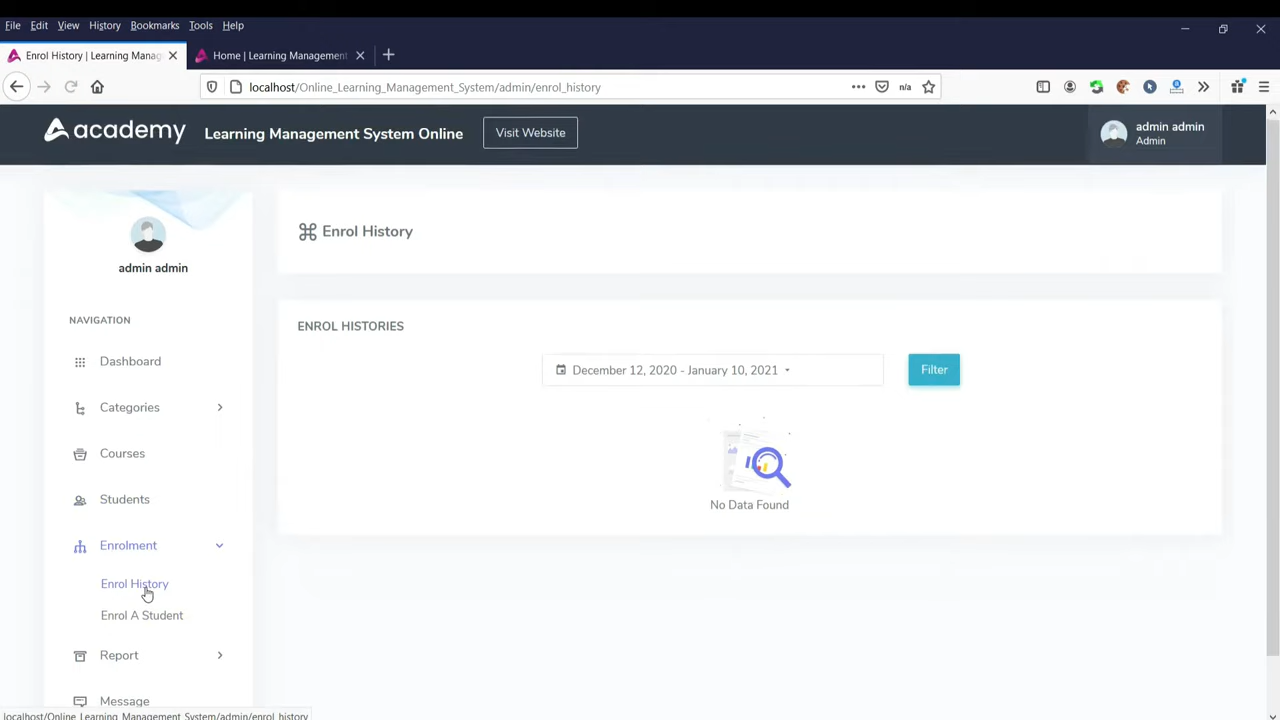 File Edit View History Bookmarks Tools Help
Enrol History | Learning Manag
Home | Learning Management
localhost/Online_Learning_Management_System/admin/enrol_history
n/a
academy
Learning Management System Online
Visit Website
admin admin
Admin
admin admin
NAVIGATION
Dashboard
Categories
Courses
Students
Enrolment
Enrol History
Enrol A Student
Report
Message
Enrol History
ENROL HISTORIES
December 12, 2020 - January 10, 2021
Filter
No Data Found
localhost/Online_Learning_Management_System/admin/enrol_history